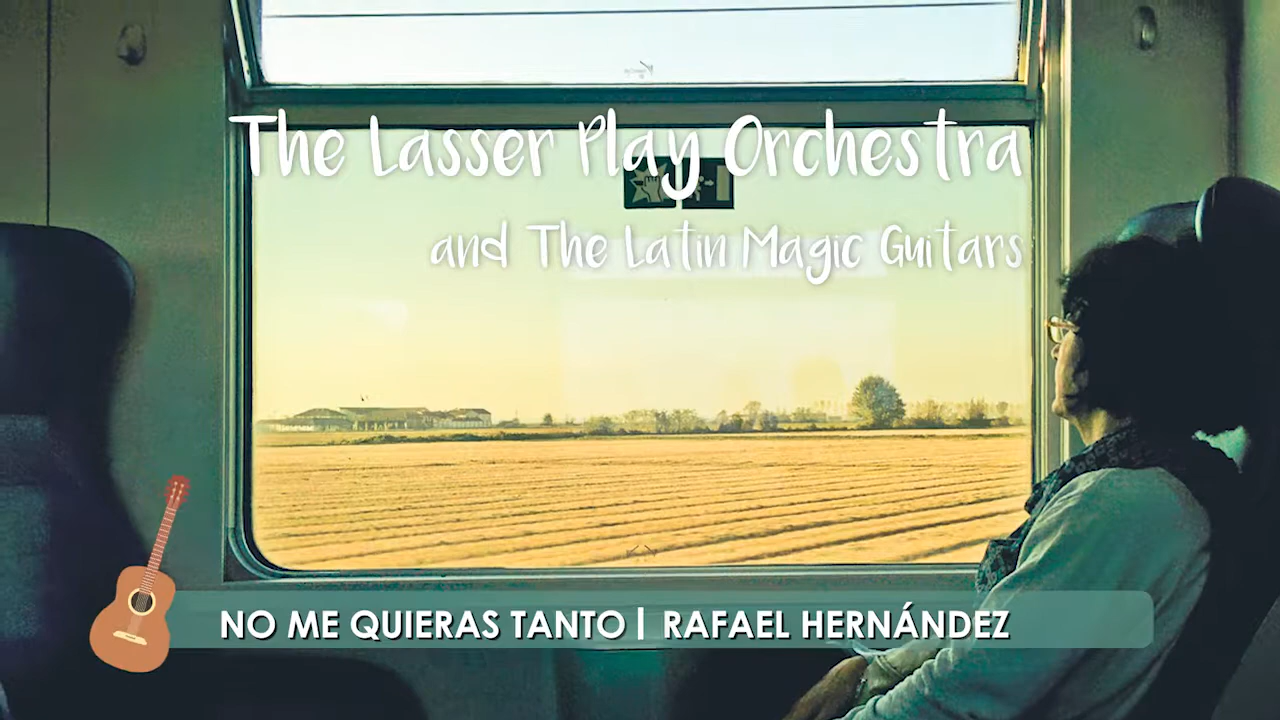 The Lasser Play Orchestra
and The Latin Magic Guitars
NO ME QUIERAS TANTO| RAFAEL HERNÁNDEZ